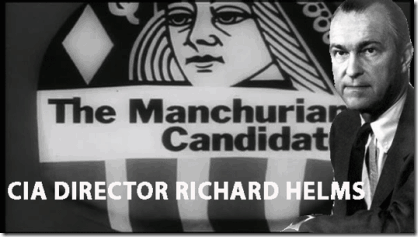 Q
The Manchurian
Candidat
CIA DIRECTOR RICHARD HELMS